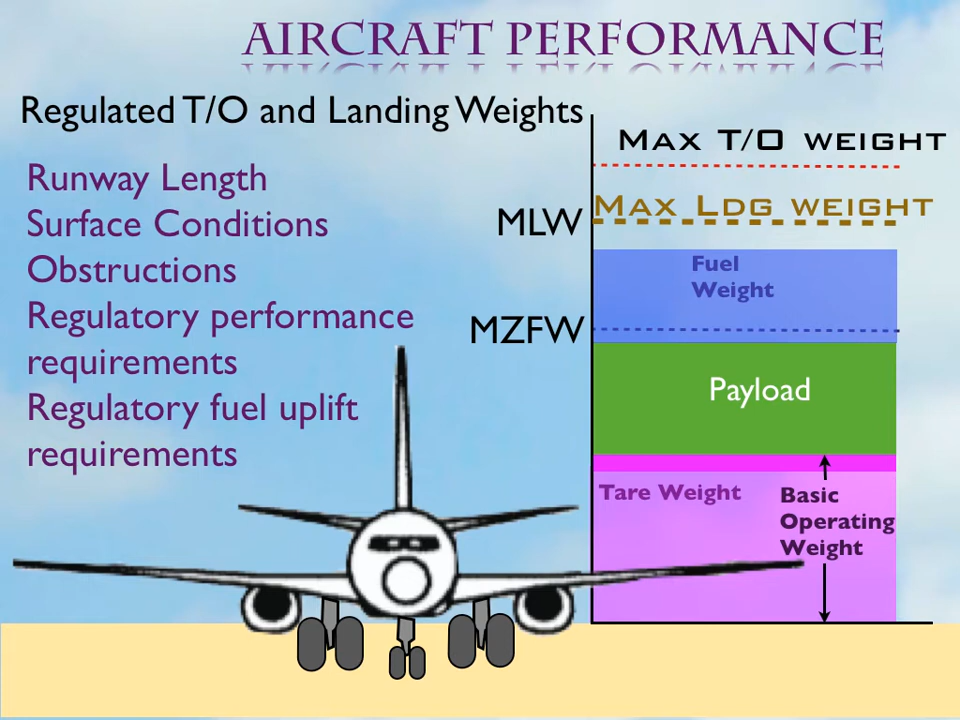 AIRCRAFT PERFORMANCE
Regulated T/O and Landing Weights
Runway Length
Surface Conditions
Obstructions
Regulatory performance
requirements
Regulatory fuel uplift
requirements
Max T/O weight
MLW
Max Ldg weight
Fuel
Weight
MZFW
Payload
Tare Weight
Basic
Operating
Weight